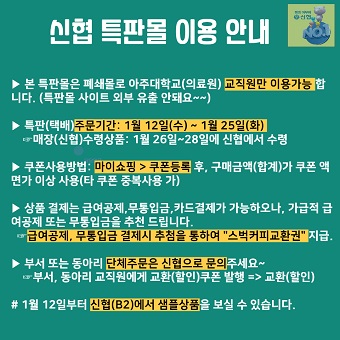 신협 특판몰 이용 안내
▶ 본 특판몰은 폐쇄몰로 아주대학교(의료원) 교직원만 이용가능 합
니다. (특판몰 사이트 외부 유출 안돼요~~)
▶ 특판(택배)주문기간: 1월 12일(수) ~ 1월 25일(화)
☞매장(신협)수령상품: 1월 26일~28일에 신협에서 수령
▶ 쿠폰사용방법: 마이쇼핑 > 쿠폰등록 후, 구매금액(합계)가 쿠폰 액
면가 이상 사용(타 쿠폰 중복사용 가)
▶ 상품 결제는 급여공제,무통입금,카드결제가 가능하오나, 가급적 급
여공제 또는 무통입금을 추천 드립니다.
☞급여공제, 무통입금 결제시 추첨을 통하여 "스벅커피교환권" 지급.
▶ 부서 또는 동아리 단체주문은 신협으로 문의주세요~
☞부서, 동아리 교직원에게 교환(할인)쿠폰 발행 => 교환(할인)
# 1월 12일부터 신협(B2)에서 샘플상품을 보실 수 있습니다.